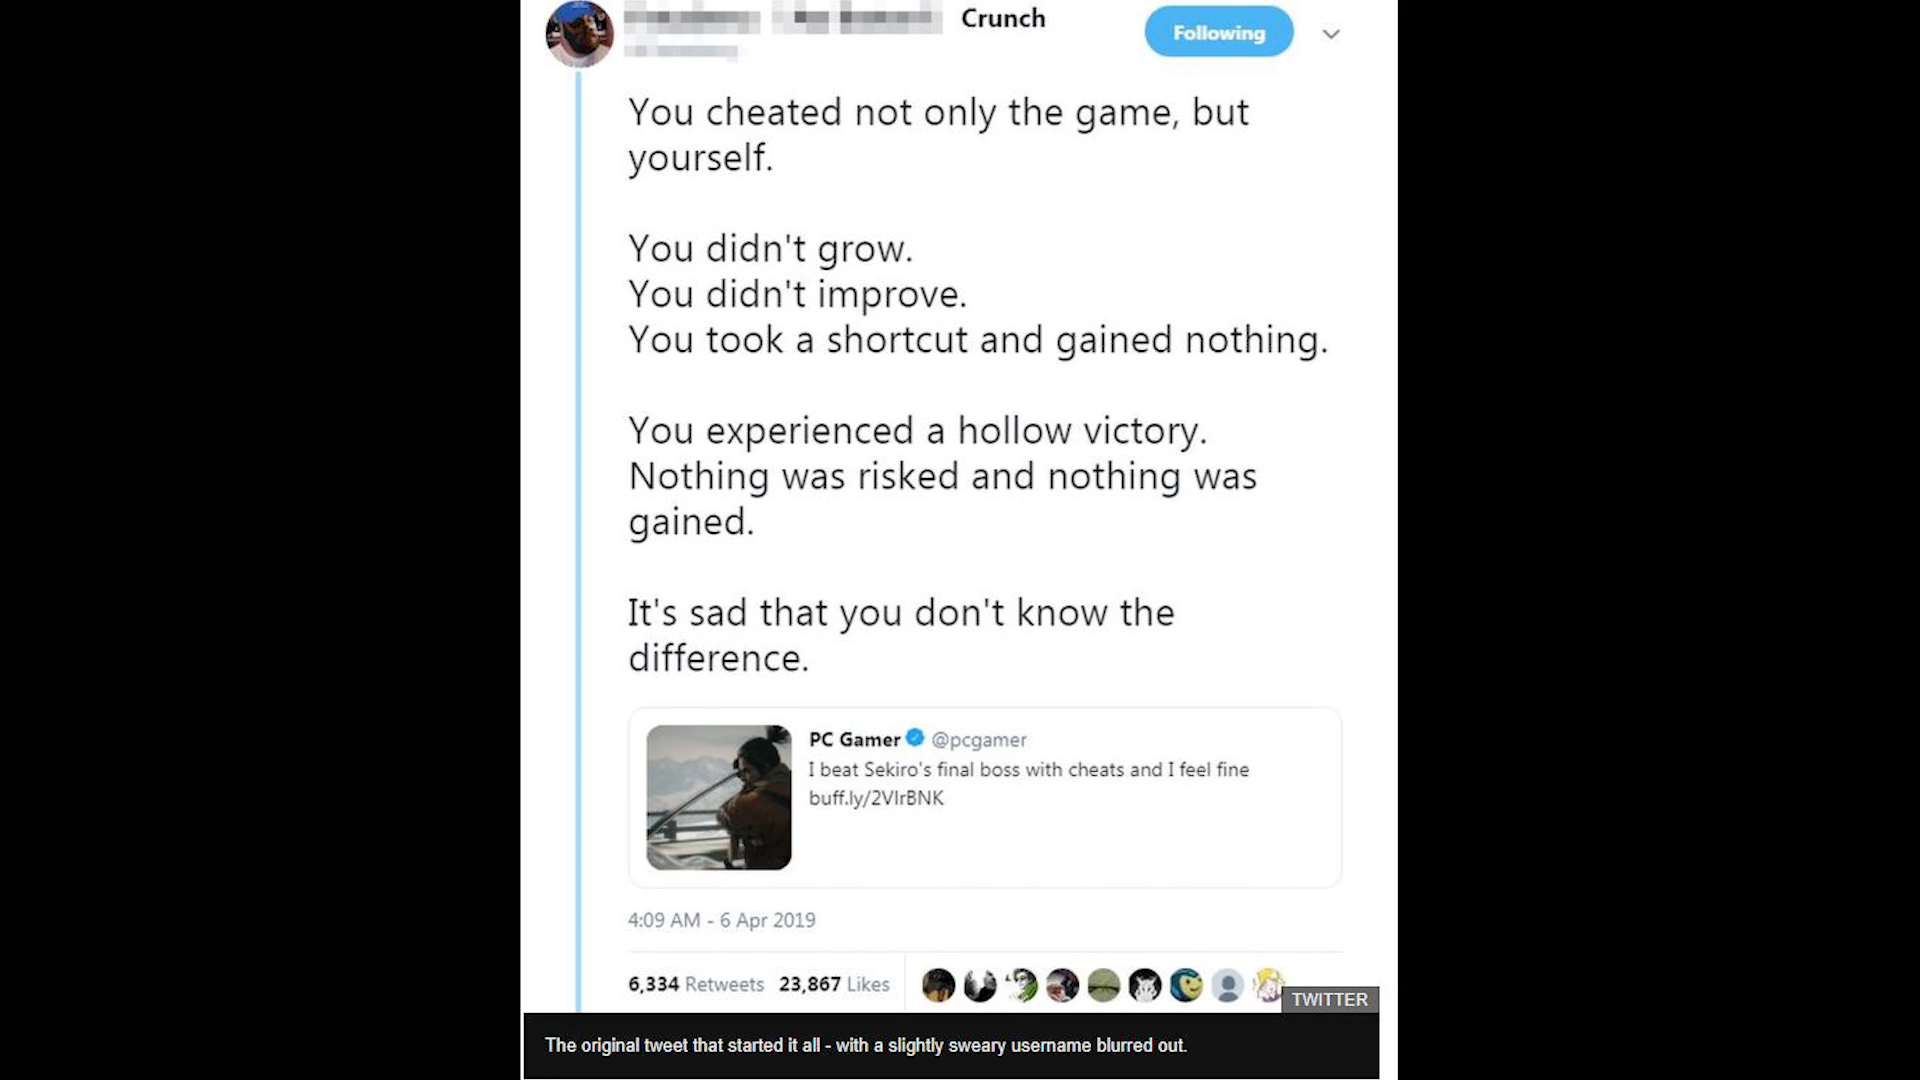 Crunch
Following
You cheated not only the game, but
yourself.
You didn't grow.
You didn't improve.
You took a shortcut and gained nothing.
You experienced a hollow victory.
Nothing was risked and nothing was
gained.
It's sad that you don't know the
difference.
PC Gamer @pcgamer
I beat Sekiro's final boss with cheats and I feel fine
buff.ly/2VIrBNK
4:09 AM - 6 Apr 2019
6,334 Retweets 23,867 Likes
TWITTER
The original tweet that started it all - with a slightly sweary username blurred out.